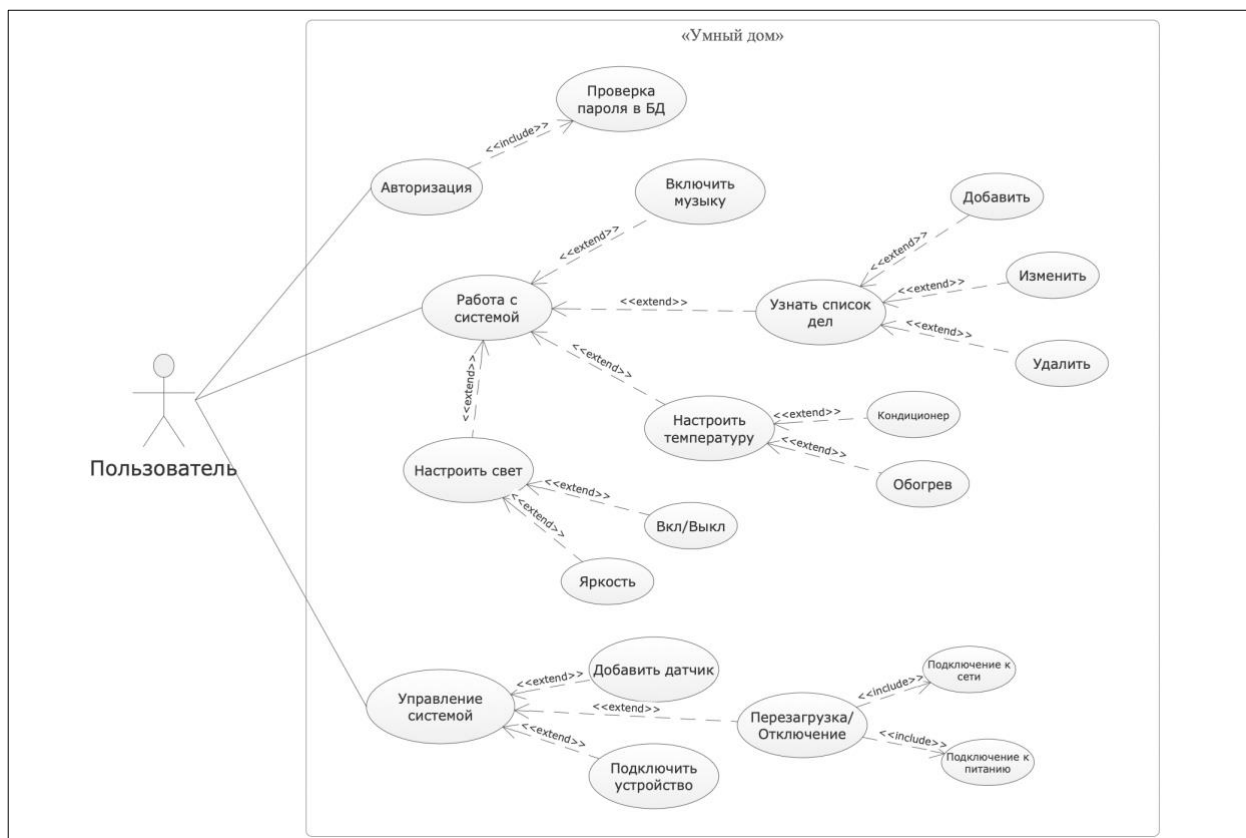 «Умный дом»
Проверка
пароля в БД
<<include>>
Авторизация
Включить
музыку
<<extend>>
Добавить
<<extend>>
Изменить
<<extend>>
Работа с
системой
<<extend>>
Узнать список
дел
<<extend>>
Удалить
<<extend>>
<<extend>>
Настроить
температуру
<<extend>>
Кондиционер
<<extend>>
Обогрев
Пользователь
Настроить свет
<<extend>>
Вкл/Выкл
<<extend>>
Яркость
Добавить датчик
<<extend>>
Управление
системой
<<extend>>
Перезагрузка/
Отключение
<<include>>
Подключение к
сети
<<include>>
Подключение к
питанию
<<extend>>
Подключить
устройство